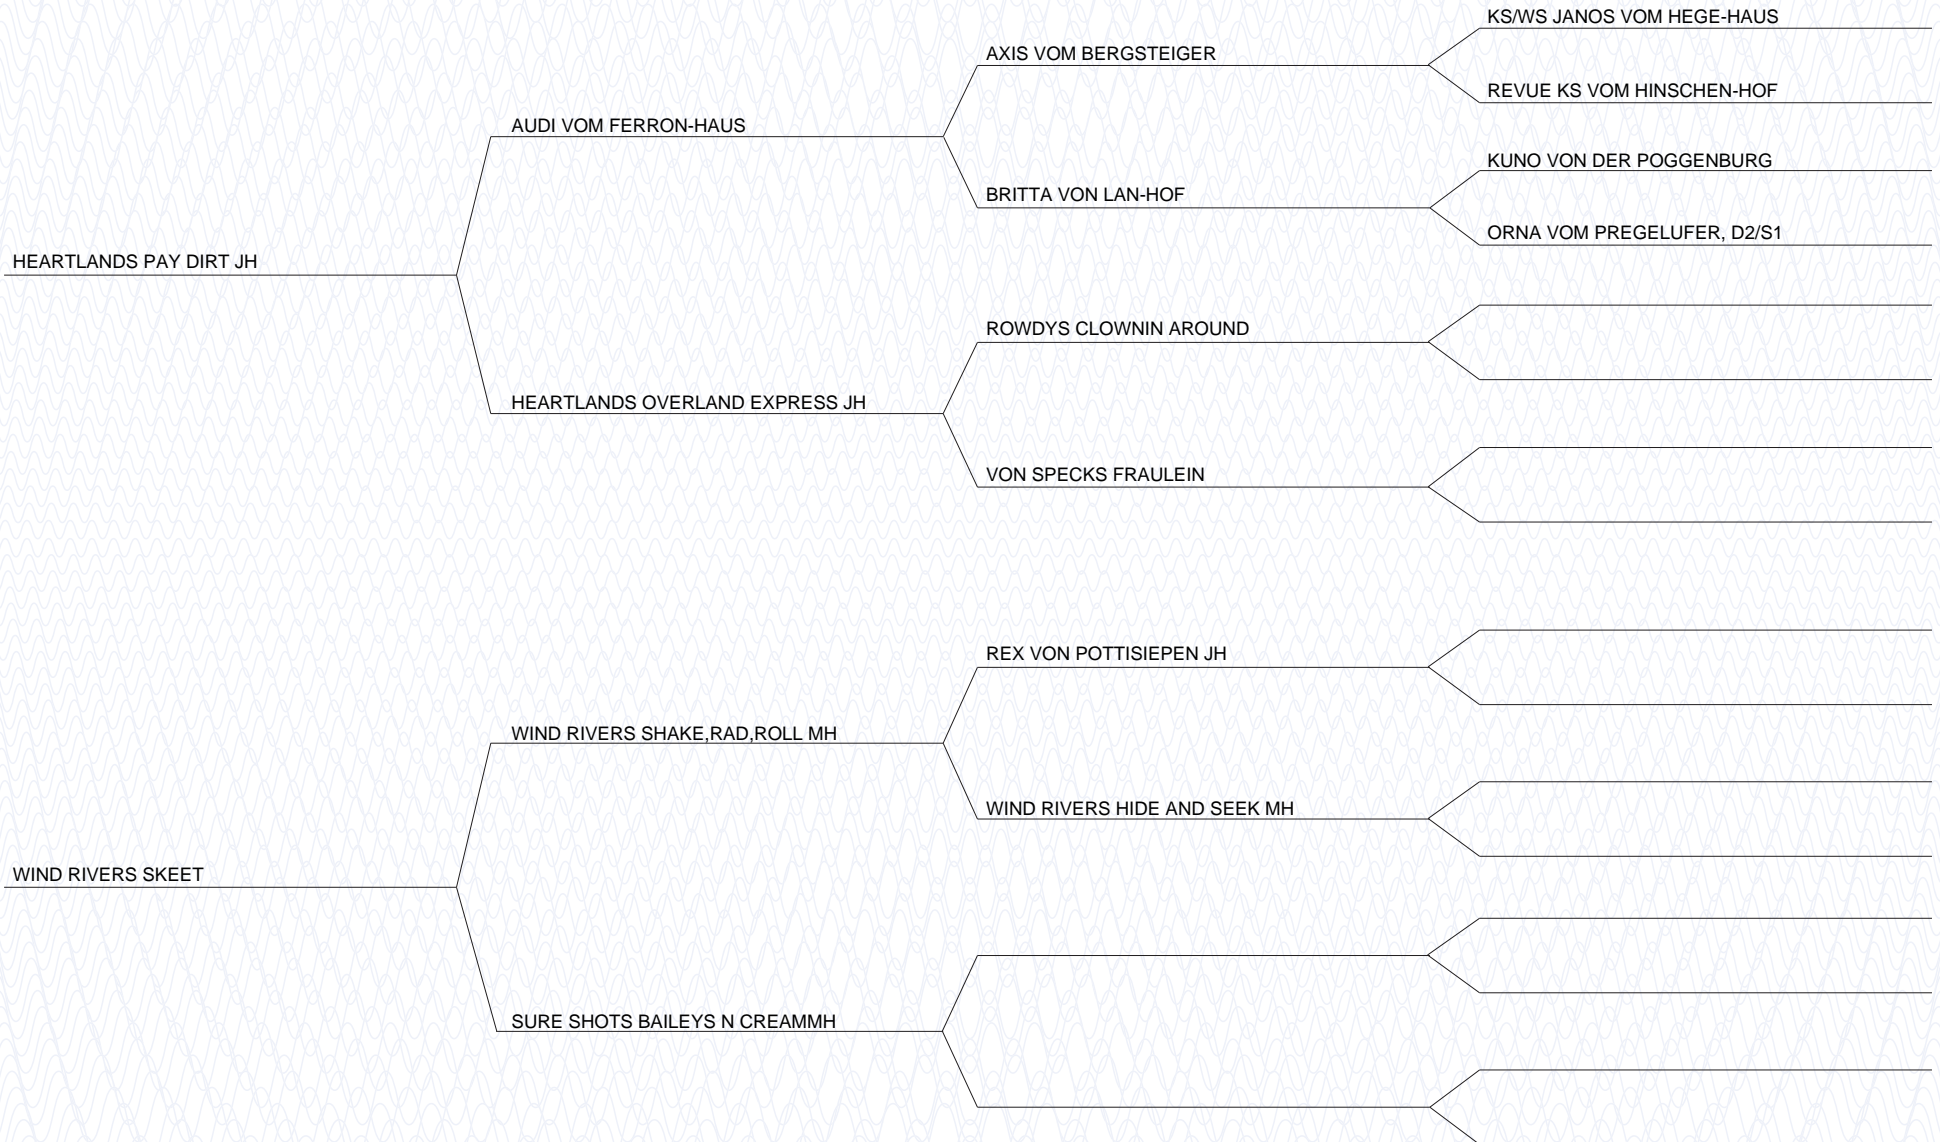 KS/WS JANOS VOM HEGE-HAUS
AXIS VOM BERGSTEIGER
REVUE KS VOM HINSCHEN-HOF
AUDI VOM FERRON-HAUS
KUNO VON DER POGGENBURG
BRITTA VON LAN-HOF
ORNA VOM PREGELUFER, D2/S1
HEARTLANDS PAY DIRT JH
ROWDYS CLOWNIN AROUND
HEARTLANDS OVERLAND EXPRESS JH
VON SPECKS FRAULEIN
REX VON POTTISIEPEN JH
WIND RIVERS SHAKE,RAD,ROLL MH
WIND RIVERS HIDE AND SEEK MH
WIND RIVERS SKEET
SURE SHOTS BAILEYS N CREAMMH